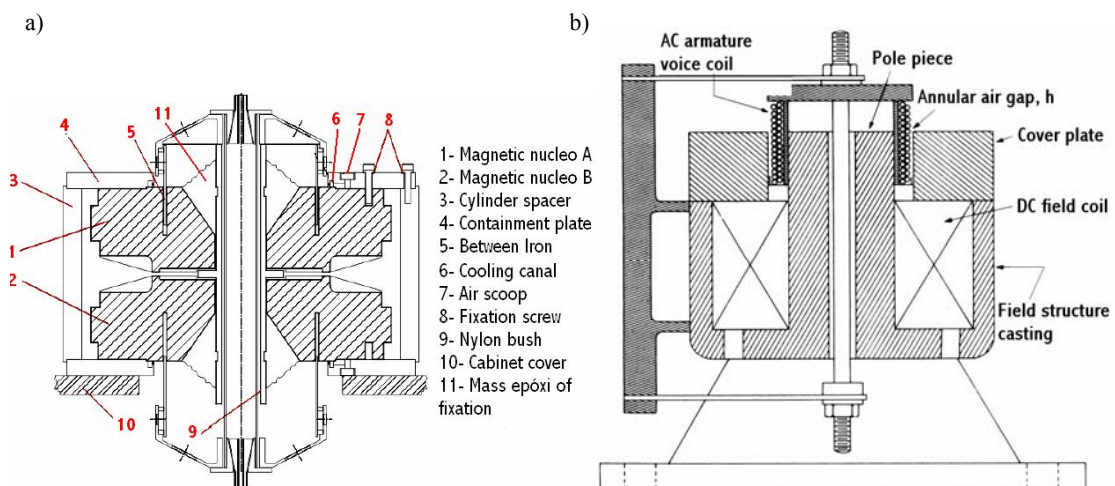 a)
11
6
7
8
4
5
3
1
2
9
10
1- Magnetic nucleo A
2- Magnetic nucleo B
3- Cylinder spacer
4- Containment plate
5- Between Iron
6- Cooling canal
7- Air scoop
8- Fixation screw
9- Nylon bush
10- Cabinet cover
11- Mass epóxi of
fixation
b)
AC armature
voice coil
Pole piece
Annular air gap, h
Cover plate
DC field coil
Field structure
casting